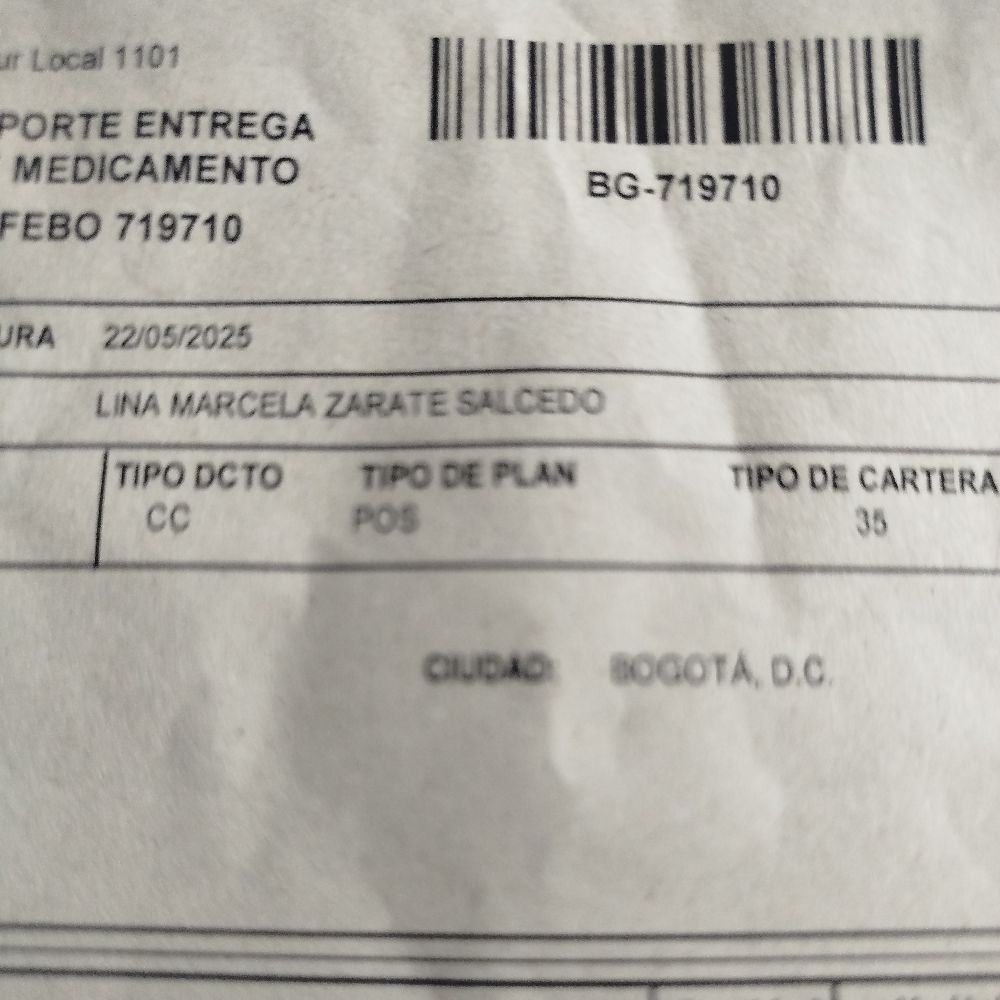 ur Local 1101
PORTE ENTREGA
MEDICAMENTO
FEBO 719710
BG-719710
URA 22/05/2025
LINA MARCELA ZARATE SALCEDO
TIPO DCTO TIPO DE PLAN TIPO DE CARTERA
CC POS 35
CIUDAD: BOGOTÁ, D.C.